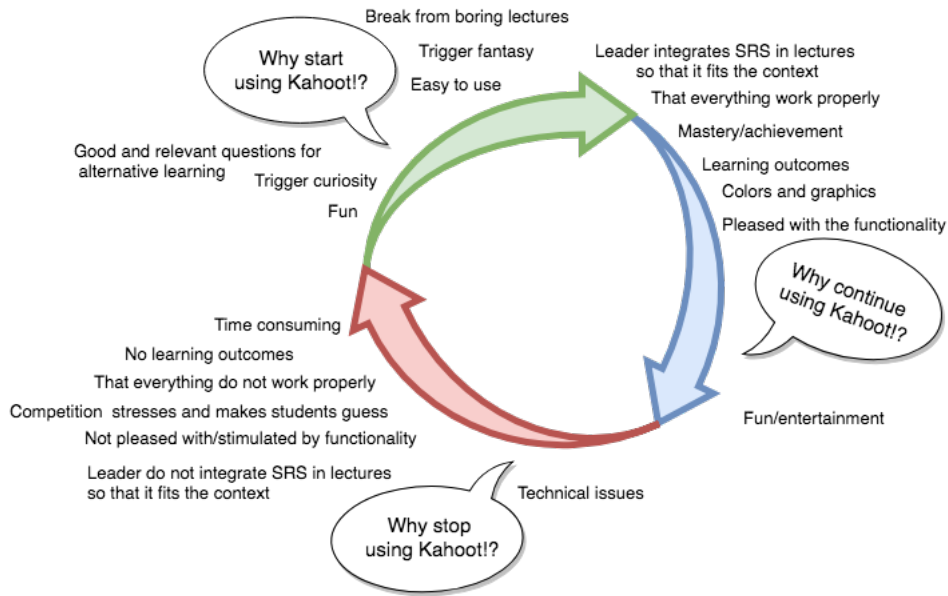 Break from boring lectures
Why start
using Kahoot!?
Trigger fantasy
Easy to use
Good and relevant questions for
alternative learning
Trigger curiosity
Fun
Leader integrates SRS in lectures
so that it fits the context
That everything work properly
Mastery/achievement
Learning outcomes
Colors and graphics
Pleased with the functionality
Why continue
using Kahoot!?
Fun/entertainment
Time consuming
No learning outcomes
That everything do not work properly
Competition stresses and makes students guess
Not pleased with/stimulated by functionality
Leader do not integrate SRS in lectures
so that it fits the context
Technical issues
Why stop
using Kahoot!?